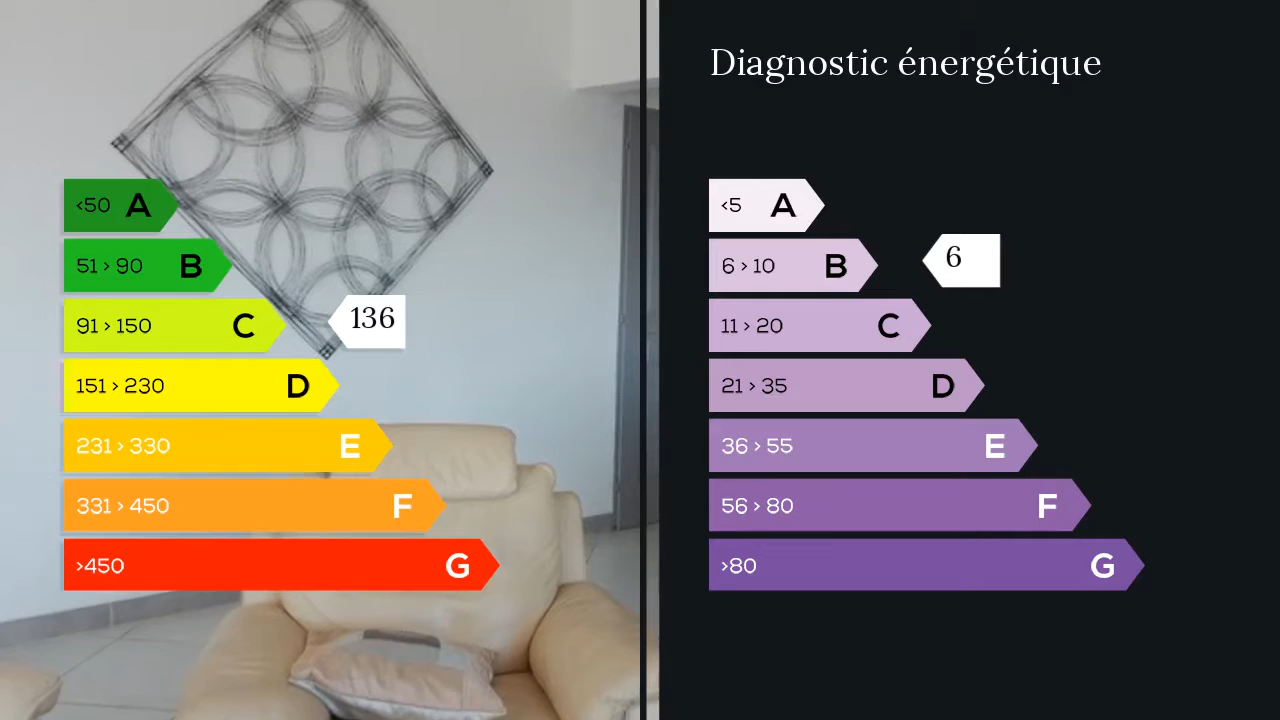 Diagnostic énergétique
<50 A
51 > 90 B
91 > 150 C
136
151 > 230 D
231 > 330 E
331 > 450 F
>450 G
<5 A
6 > 10 B
6
11 > 20 C
21 > 35 D
36 > 55 E
56 > 80 F
>80 G